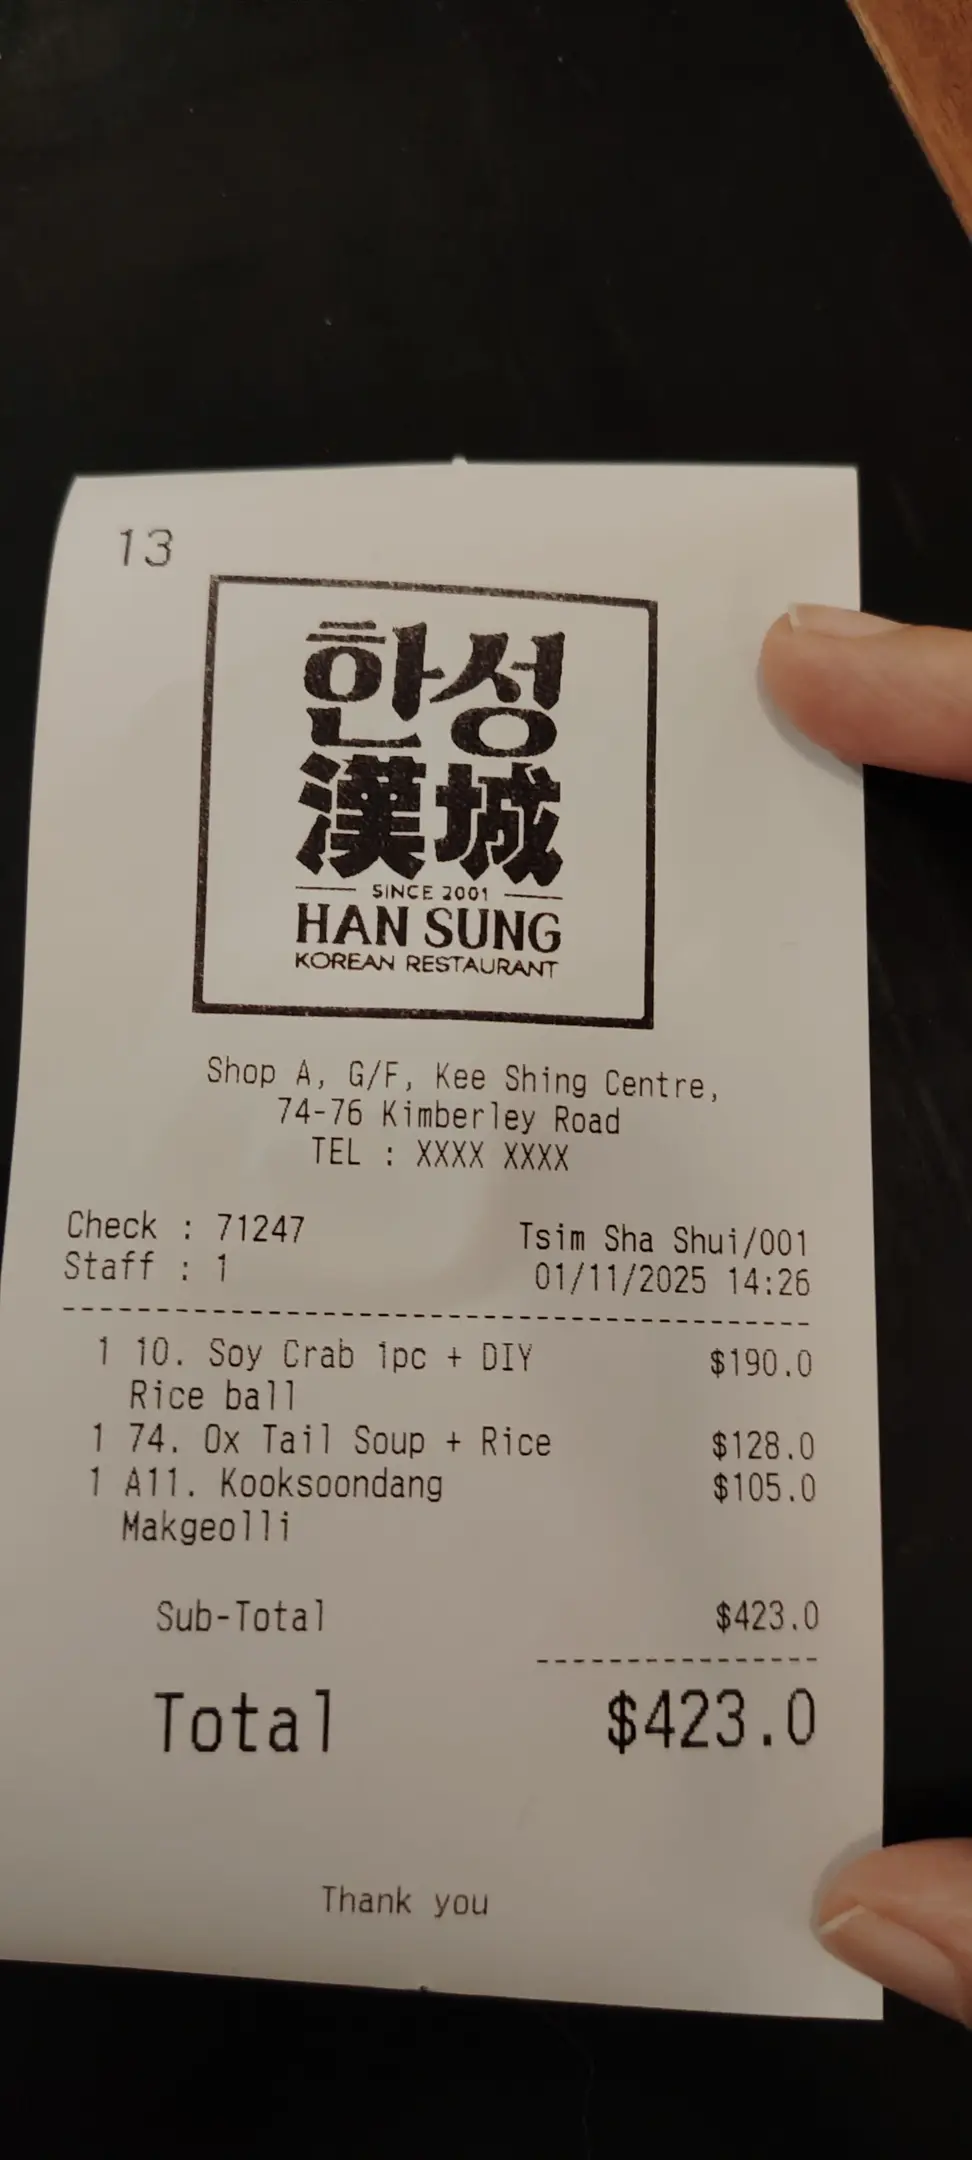 13
한성
漢城
SINCE 2001
HAN SUNG
KOREAN RESTAURANT
Shop A, G/F, Kee Shing Centre,
74-76 Kimberley Road
TEL : XXXX XXXX
Check : 71247 Tsim Sha Shui/001
Staff : 1 01/11/2025 14:26
1 10. Soy Crab 1pc + DIY $190.0
Rice ball
1 74. Ox Tail Soup + Rice $128.0
1 A11. Kooksoondang $105.0
Makgeolli
Sub-Total $423.0
Total $423.0
Thank you